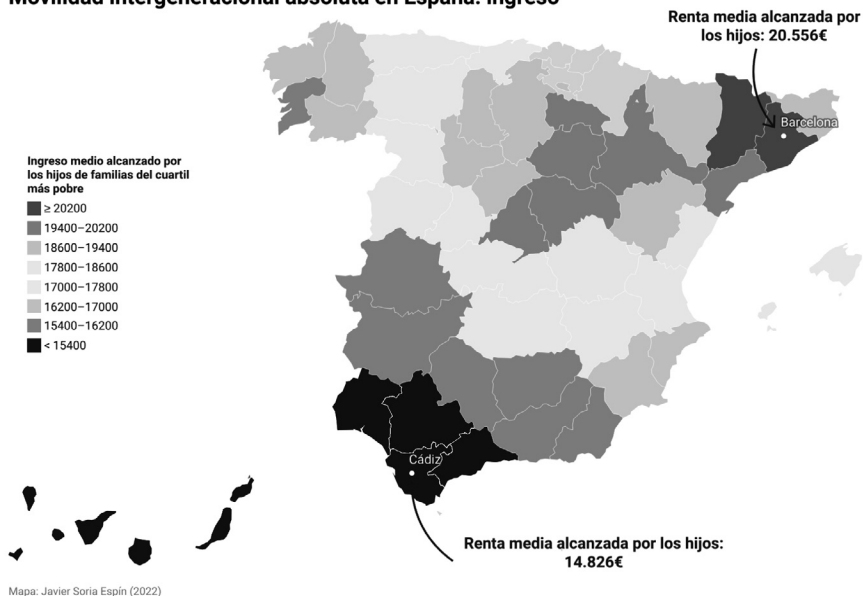 Movilidad intergeneracional absoluta en España: ingreso
Renta media alcanzada por
los hijos: 20.556€
Barcelona
Ingreso medio alcanzado por
los hijos de familias del cuartil
más pobre
≥ 20200
19400–20200
18600–19400
17800–18600
17000–17800
16200–17000
15400–16200
< 15400
Cádiz
Renta media alcanzada por los hijos:
14.826€
Mapa: Javier Soria Espín (2022)